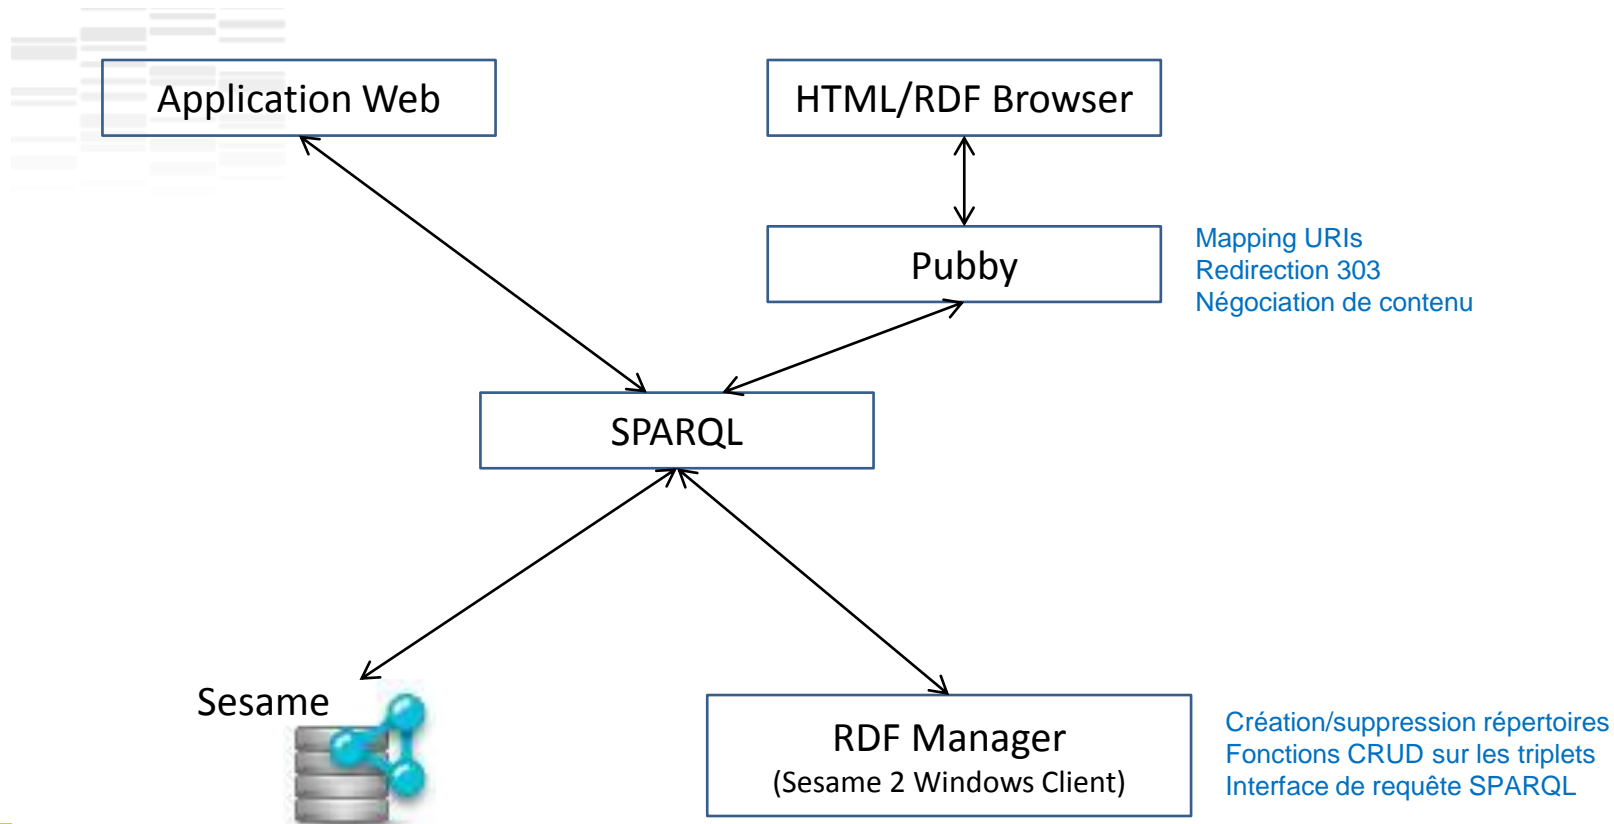 Application Web
HTML/RDF Browser
Pubby
Mapping URIs
Redirection 303
Négociation de contenu
SPARQL
Sesame
RDF Manager
(Sesame 2 Windows Client)
Création/suppression répertoires
Fonctions CRUD sur les triplets
Interface de requête SPARQL